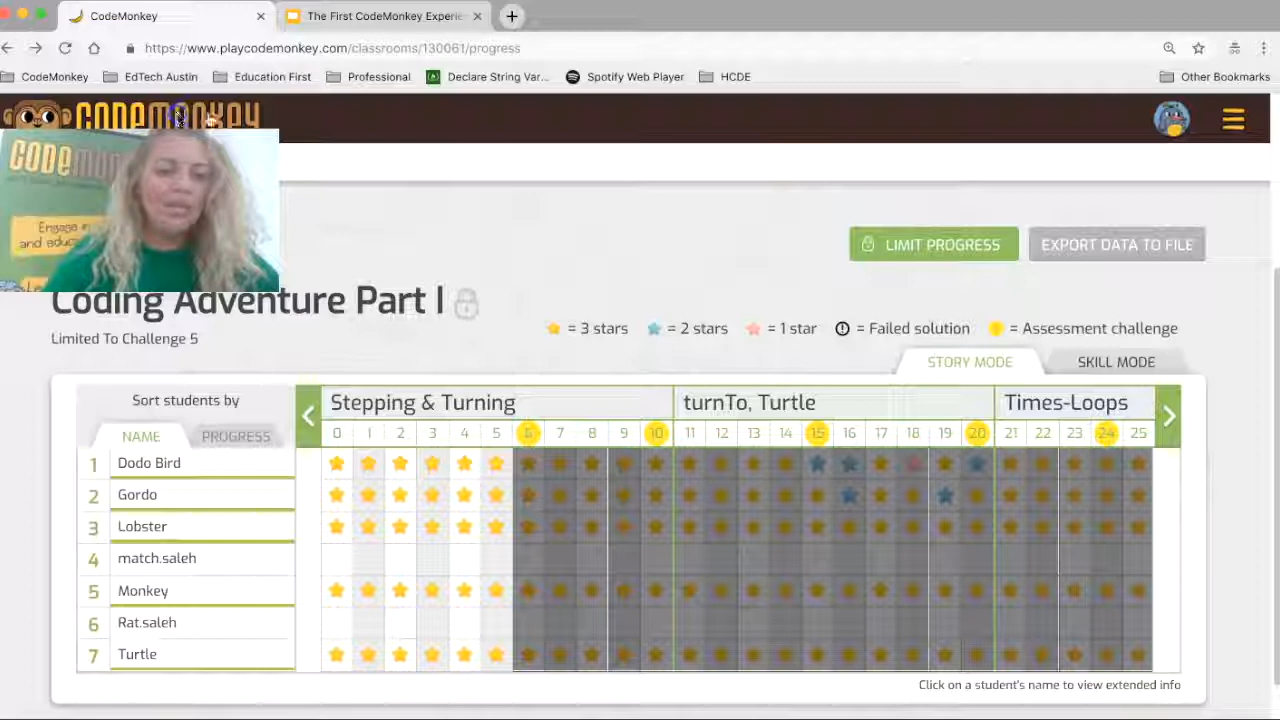 CodeMonkey
The First CodeMonkey Experie
https://www.playcodemonkey.com/classrooms/130061/progress
CodeMonkey
EdTech Austin
Education First
Professional
Declare String Var...
Spotify Web Player
HCDE
Other Bookmarks
CODEMONKEY
CODEM
Engage
and educ
LIMIT PROGRESS
EXPORT DATA TO FILE
Coding Adventure Part I
Limited To Challenge 5
= 3 stars
= 2 stars
= 1 star
= Failed solution
= Assessment challenge
STORY MODE
SKILL MODE
Sort students by
NAME
PROGRESS
Stepping & Turning
turnTo, Turtle
Times-Loops
0 1 2 3 4 5 6 7 8 9 10 11 12 13 14 15 16 17 18 19 20 21 22 23 24 25
1 Dodo Bird
2 Gordo
3 Lobster
4 match.saleh
5 Monkey
6 Rat.saleh
7 Turtle
Click on a student's name to view extended info